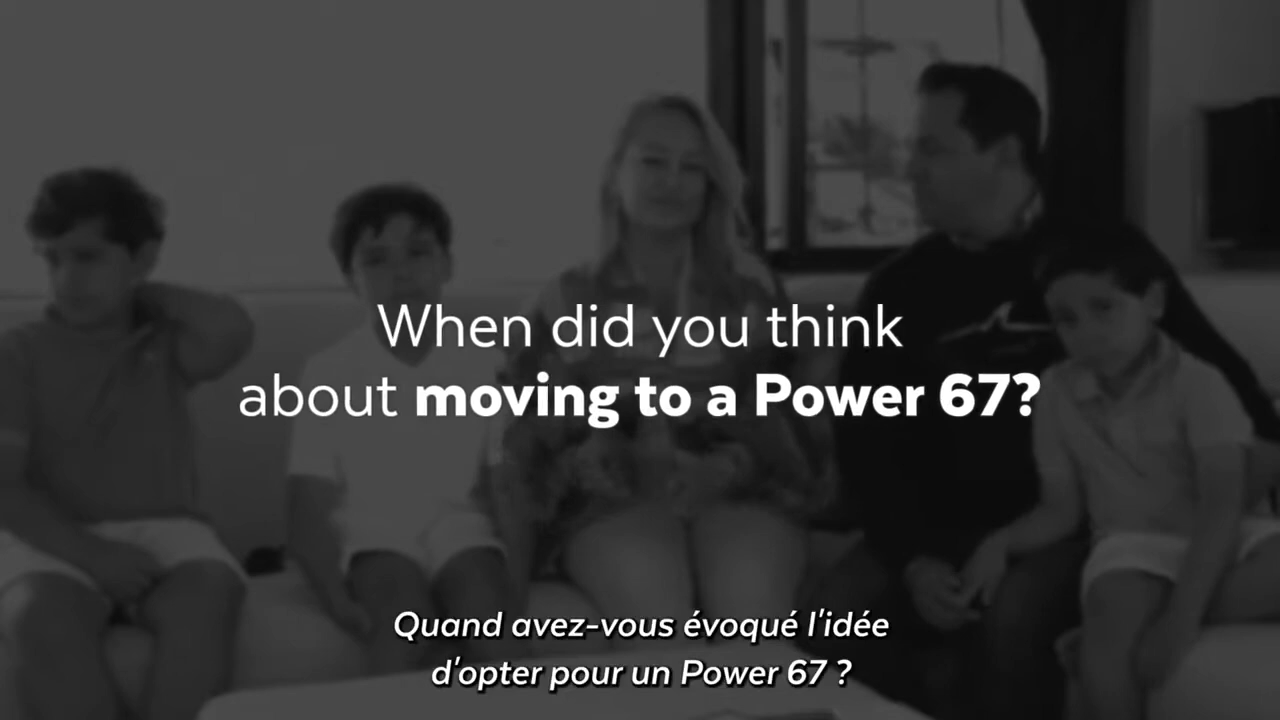 When did you think
about moving to a Power 67?
Quand avez-vous évoqué l'idée
d'opter pour un Power 67 ?